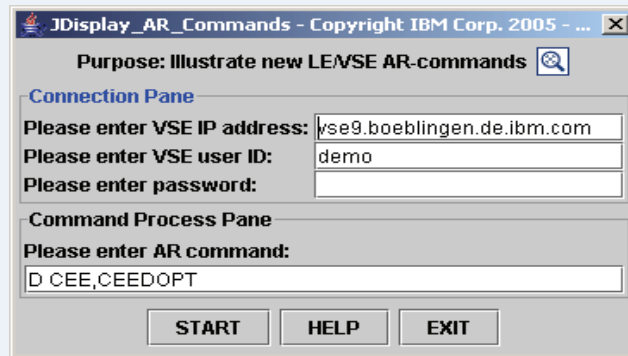 JDisplay_AR_Commands - Copyright IBM Corp. 2005 - ...
Purpose: Illustrate new LE/VSE AR-commands
Connection Pane
Please enter VSE IP address: vse9.boeblingen.de.ibm.com
Please enter VSE user ID: demo
Please enter password:
Command Process Pane
Please enter AR command:
D CEE,CEEDOPT
START HELP EXIT